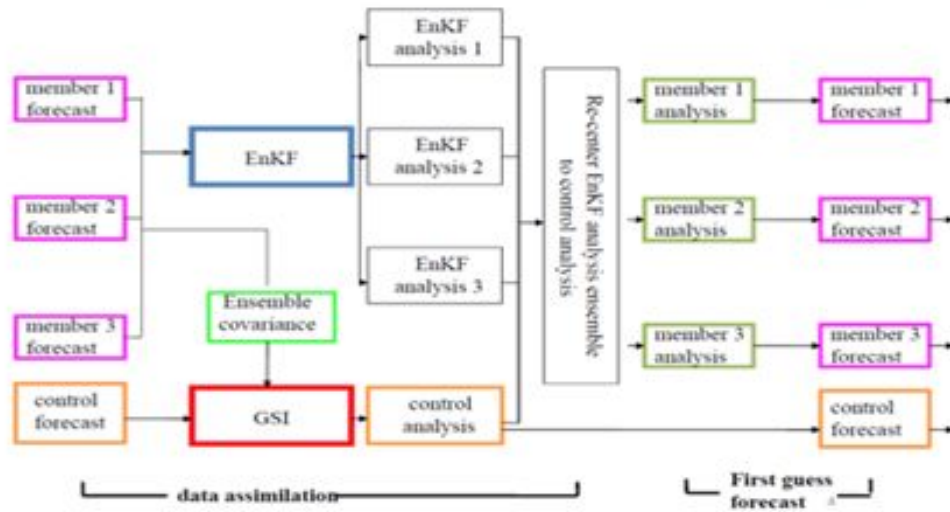 member 1
forecast
member 2
forecast
member 3
forecast
control
forecast
EnKF
Ensemble
covariance
GSI
EnKF
analysis 1
EnKF
analysis 2
EnKF
analysis 3
control
analysis
Re-center EnKF analysis ensemble
to control analysis
member 1
analysis
member 2
analysis
member 3
analysis
member 1
forecast
member 2
forecast
member 3
forecast
control
forecast
data assimilation
First guess
forecast